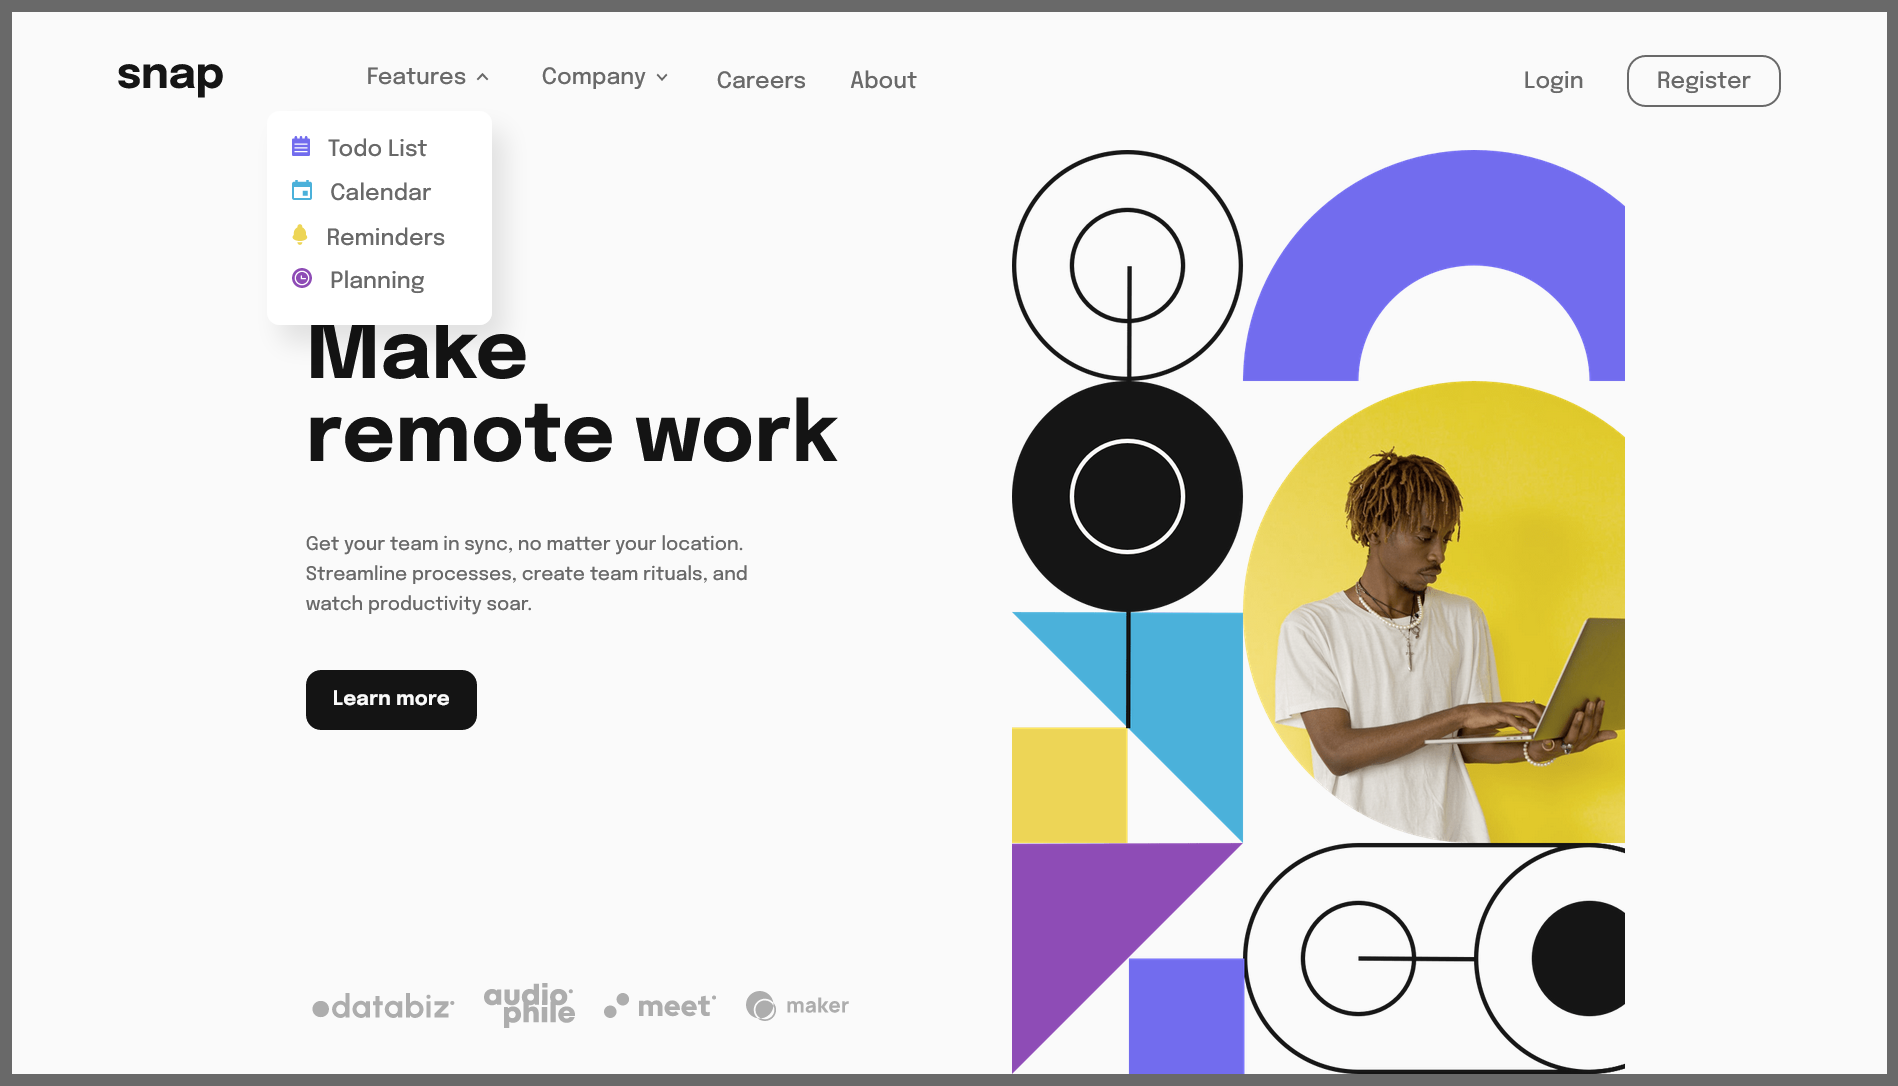 snap
Features
Company
Careers
About
Login
Register
Todo List
Calendar
Reminders
Planning
Make
remote work
Get your team in sync, no matter your location.
Streamline processes, create team rituals, and
watch productivity soar.
Learn more
databiz
audio
phile
meet
maker